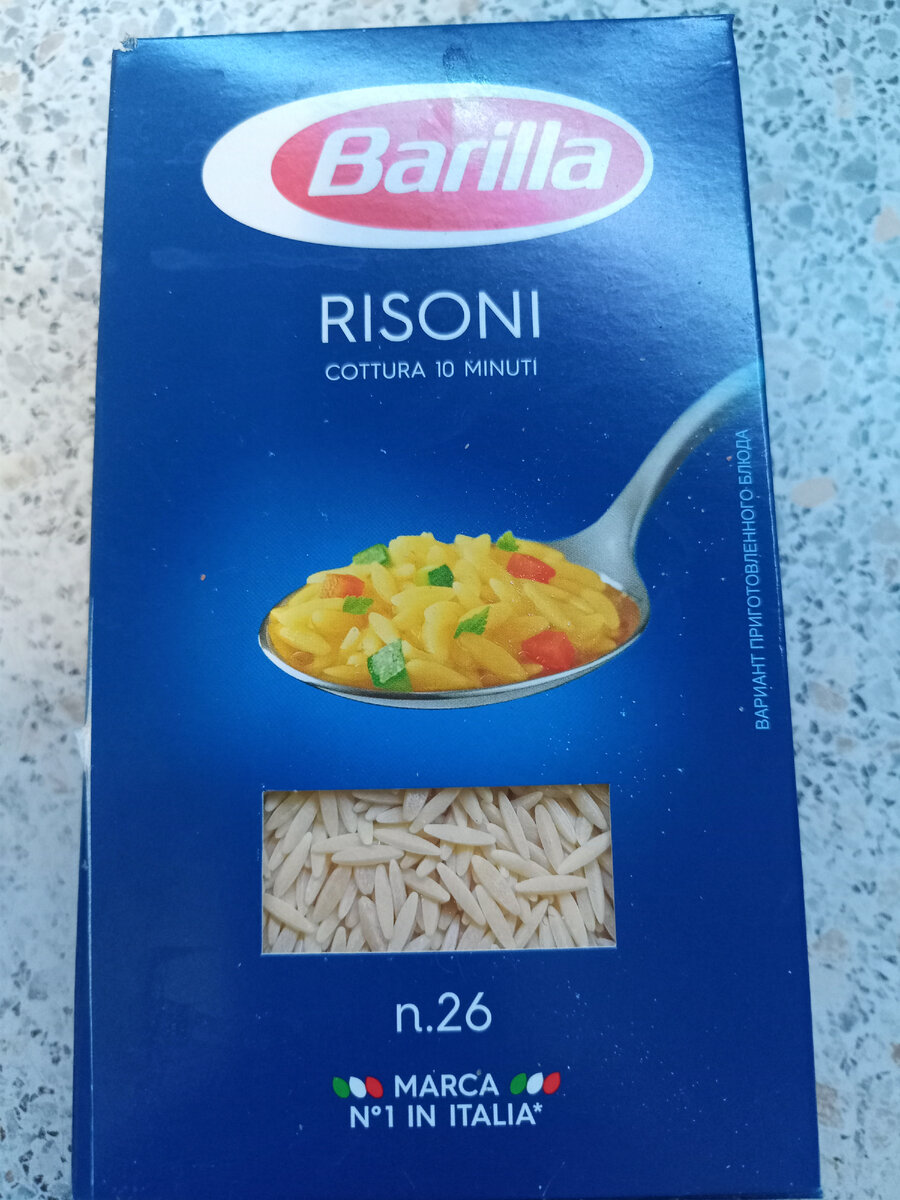 Barilla
RISONI
COTTURA 10 MINUTI
ВАРИАНТ ПРИГОТОВЛЕННОГО БЛЮДА
n.26
MARCA
N°1 IN ITALIA*